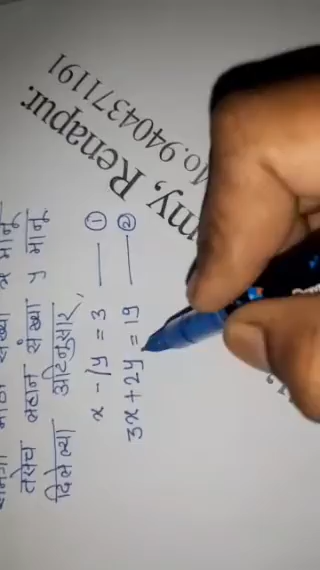 संख्या x मानू
तसेच लहान संख्या y मानू.
दिलेल्या अटीनुसार,
x - y = 3 —— ①
3x + 2y = 19 —— ②
my, Renapur.
No.9404371191